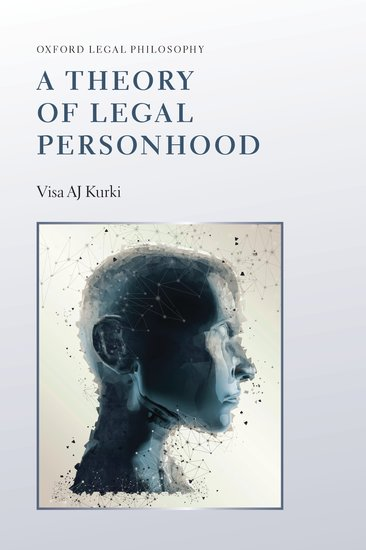 OXFORD LEGAL PHILOSOPHY
A THEORY
OF LEGAL
PERSONHOOD
Visa AJ Kurki